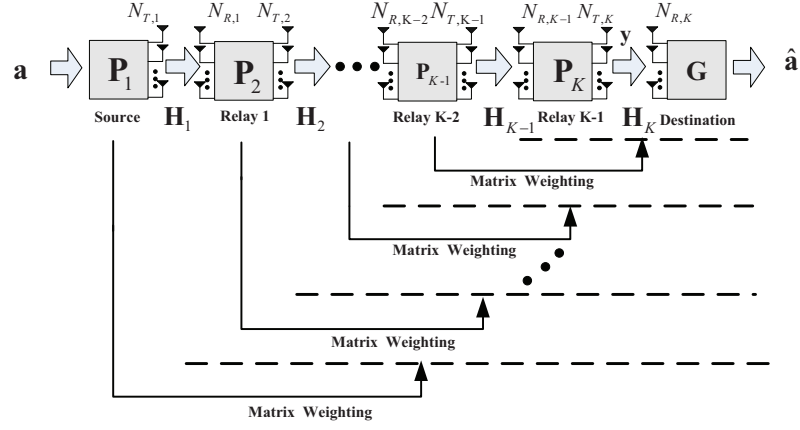 N_{T,1} N_{R,1} N_{T,2} N_{R,K-2} N_{T,K-1} N_{R,K-1} N_{T,K} N_{R,K}
a P_1 P_2 P_{K-1} P_K y G â
Source H_1 Relay 1 H_2 Relay K-2 H_{K-1} Relay K-1 H_K Destination
Matrix Weighting
Matrix Weighting
Matrix Weighting
Matrix Weighting